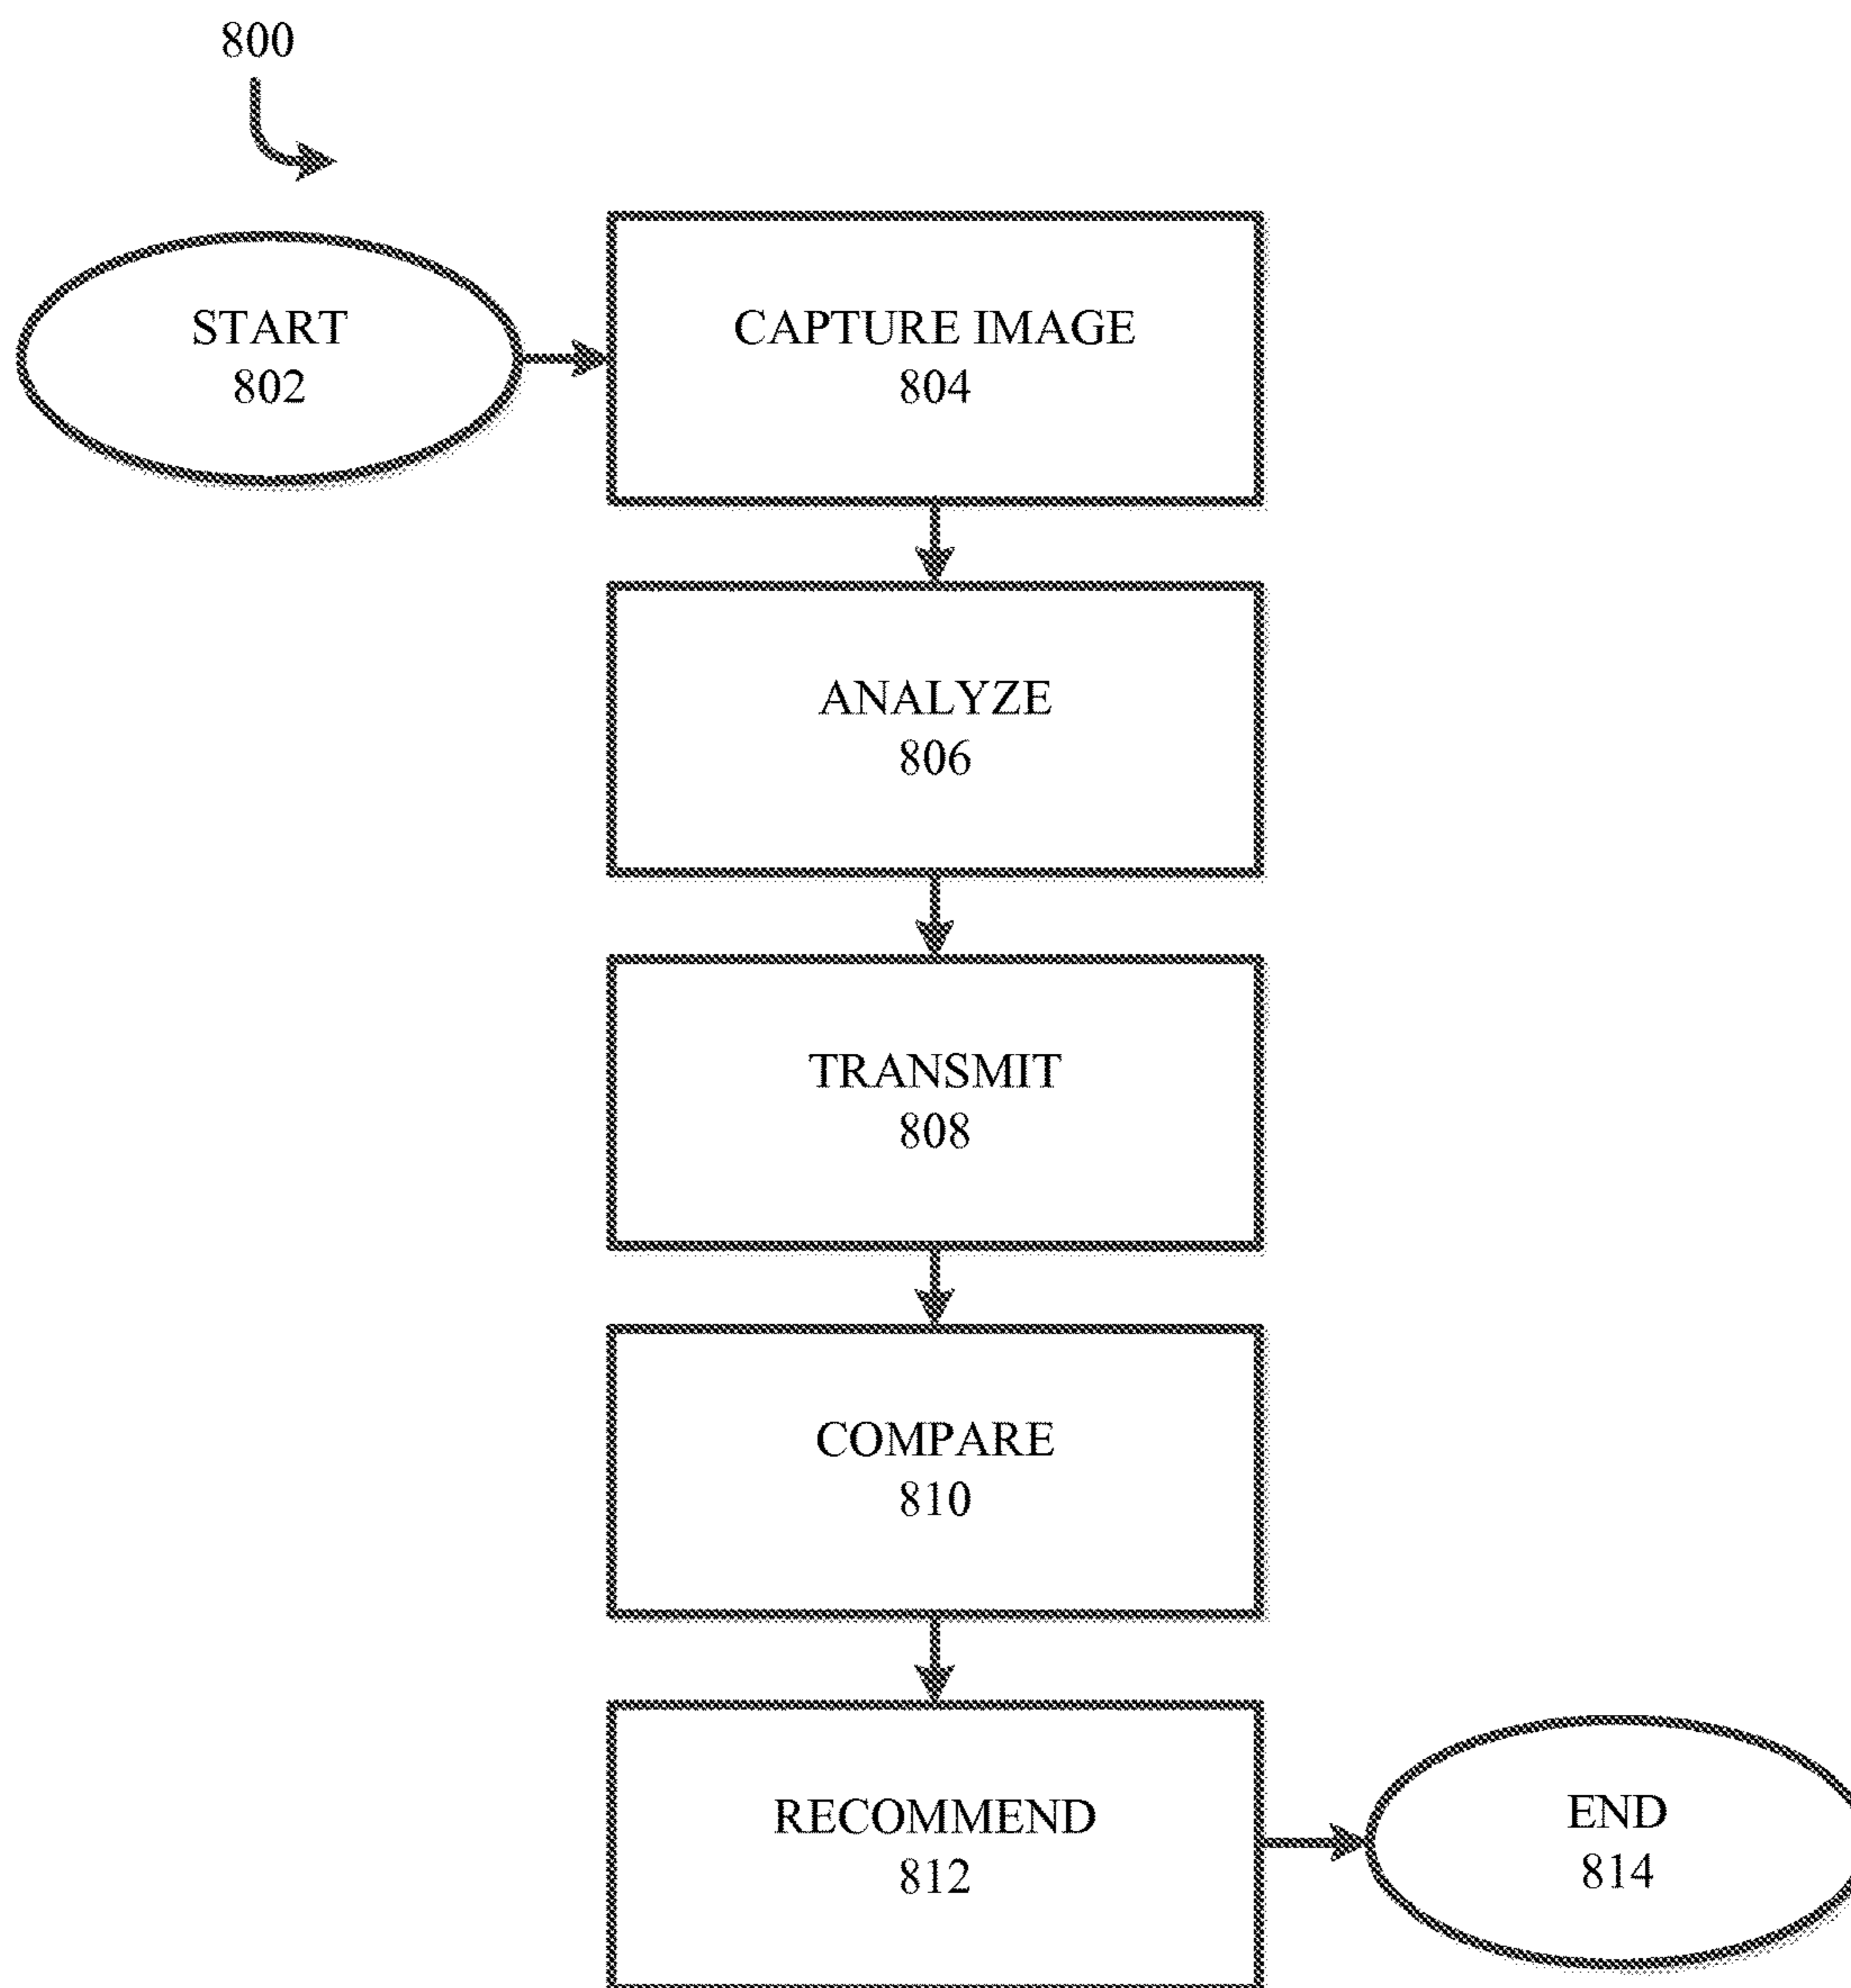 800
START
802
CAPTURE IMAGE
804
ANALYZE
806
TRANSMIT
808
COMPARE
810
RECOMMEND
812
END
814